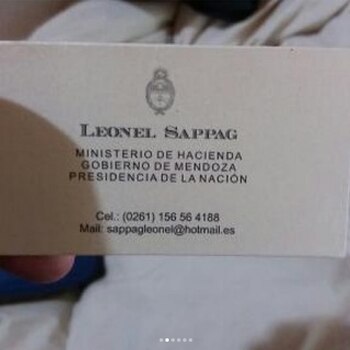 LEONEL SAPPAG
MINISTERIO DE HACIENDA
GOBIERNO DE MENDOZA
PRESIDENCIA DE LA NACIÓN
Cel.: (0261) 156 56 4188
Mail: sappagleonel@hotmail.es